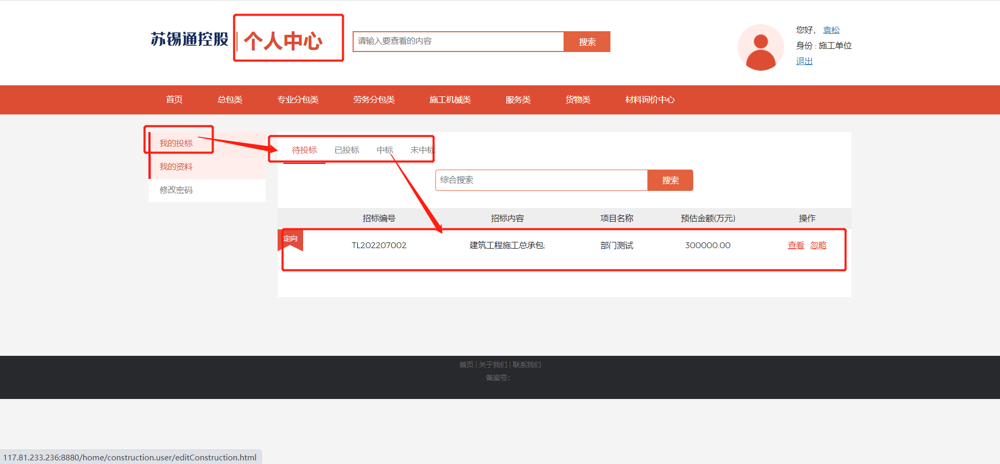 苏锡通控股 | 个人中心
请输入要查看的内容 搜索
您好， 袁松
身份 : 施工单位
退出
首页 总包类 专业分包类 劳务分包类 施工机械类 服务类 货物类 材料询价中心
我的投标
我的资料
修改密码
待投标 已投标 中标 未中标
综合搜索 搜索
招标编号 招标内容 项目名称 预估金额(万元) 操作
定向 TL202207002 建筑工程施工总承包; 部门测试 300000.00 查看 忽略
首页 | 关于我们 | 联系我们
备案号:
117.81.233.236:8880/home/construction.user/editConstruction.html